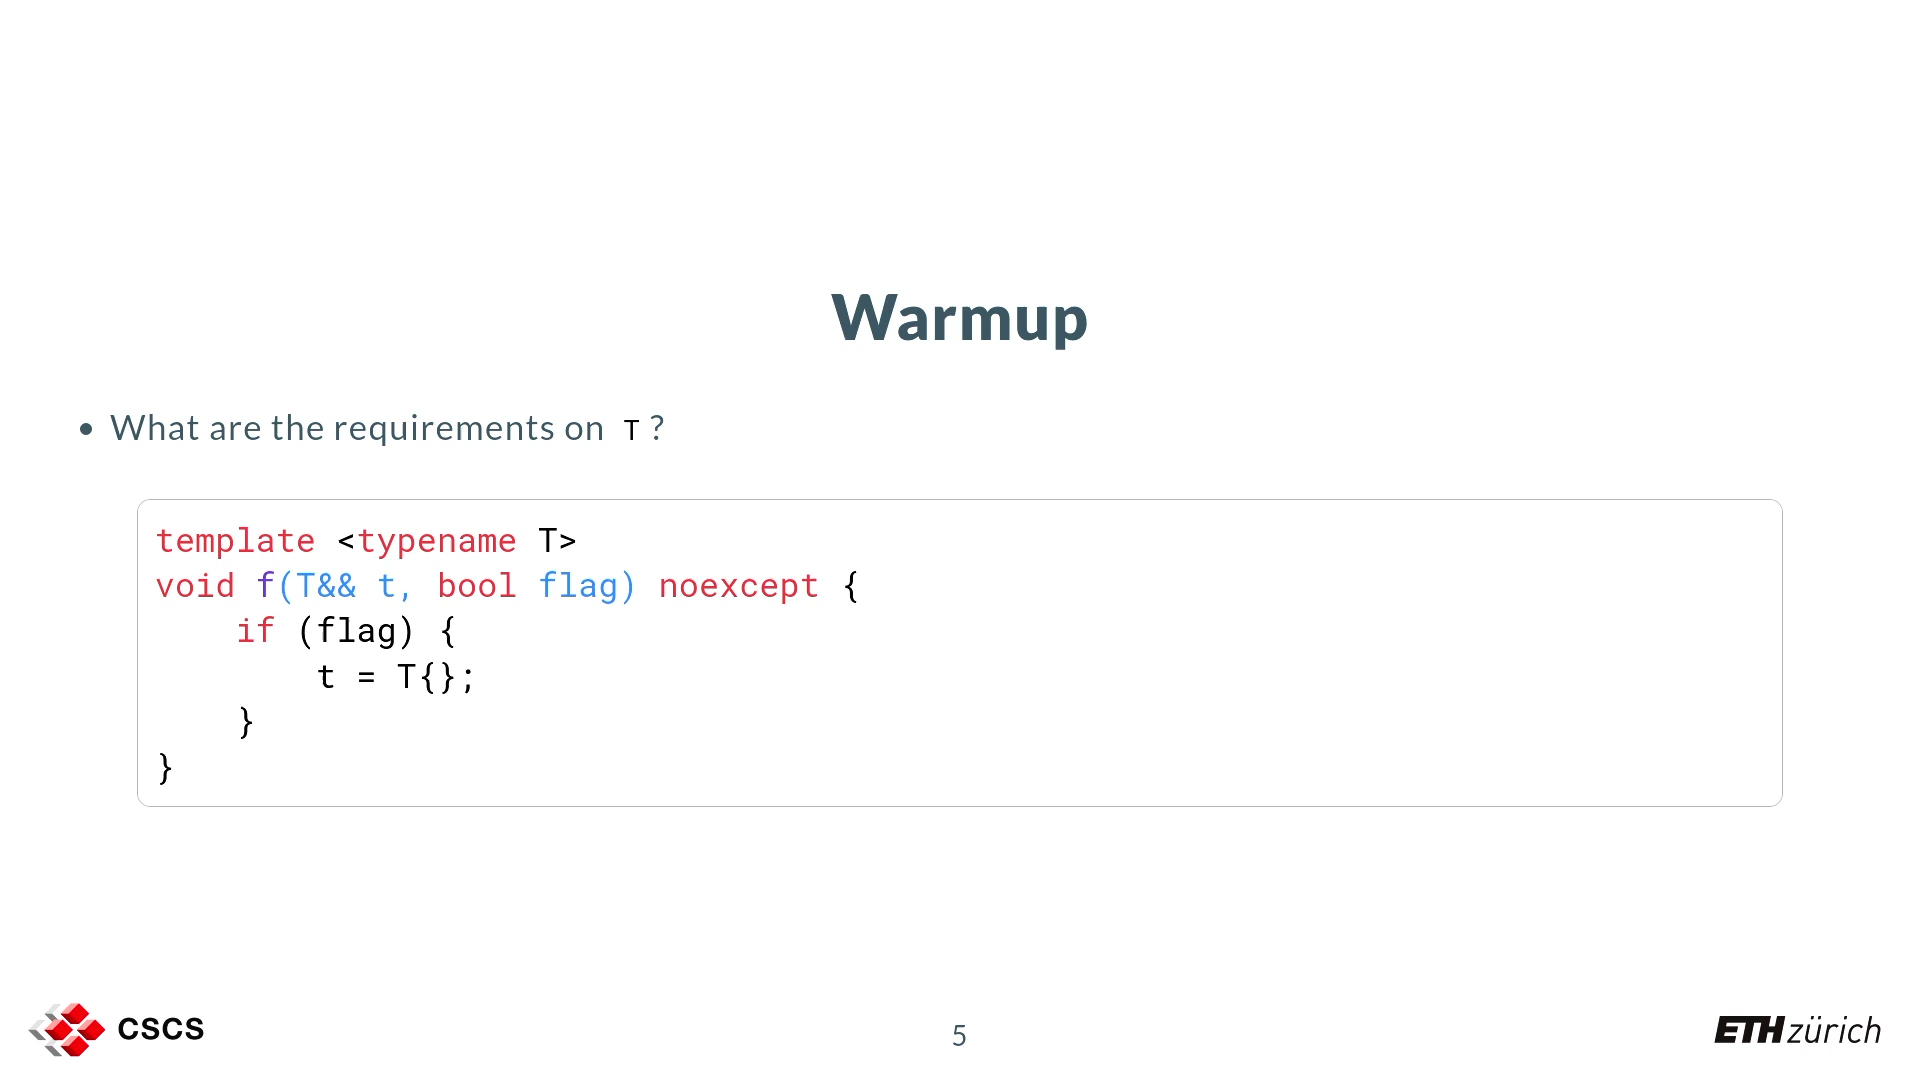 Warmup
• What are the requirements on T?
template <typename T>
void f(T&& t, bool flag) noexcept {
    if (flag) {
        t = T{};
    }
}
CSCS
5
ETH zürich